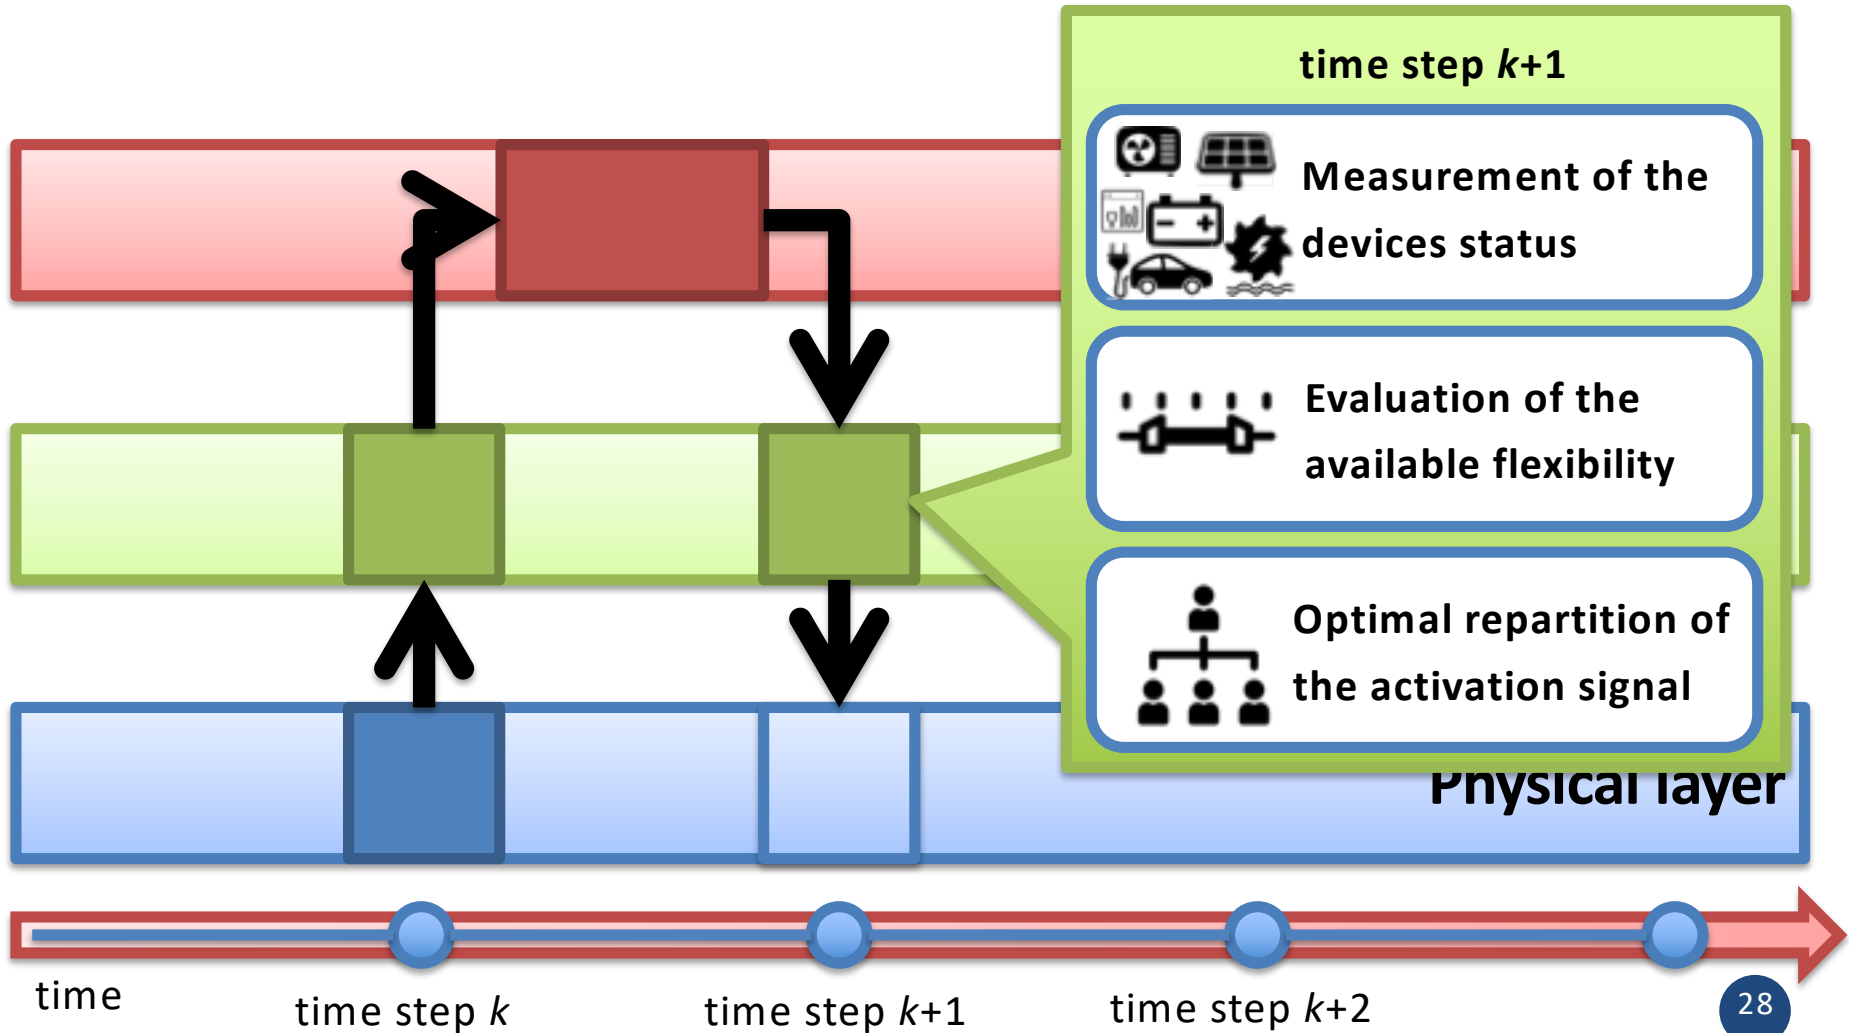 time step k+1
Measurement of the
devices status
Evaluation of the
available flexibility
Optimal repartition of
the activation signal
Physical layer
time
time step k
time step k+1
time step k+2
28